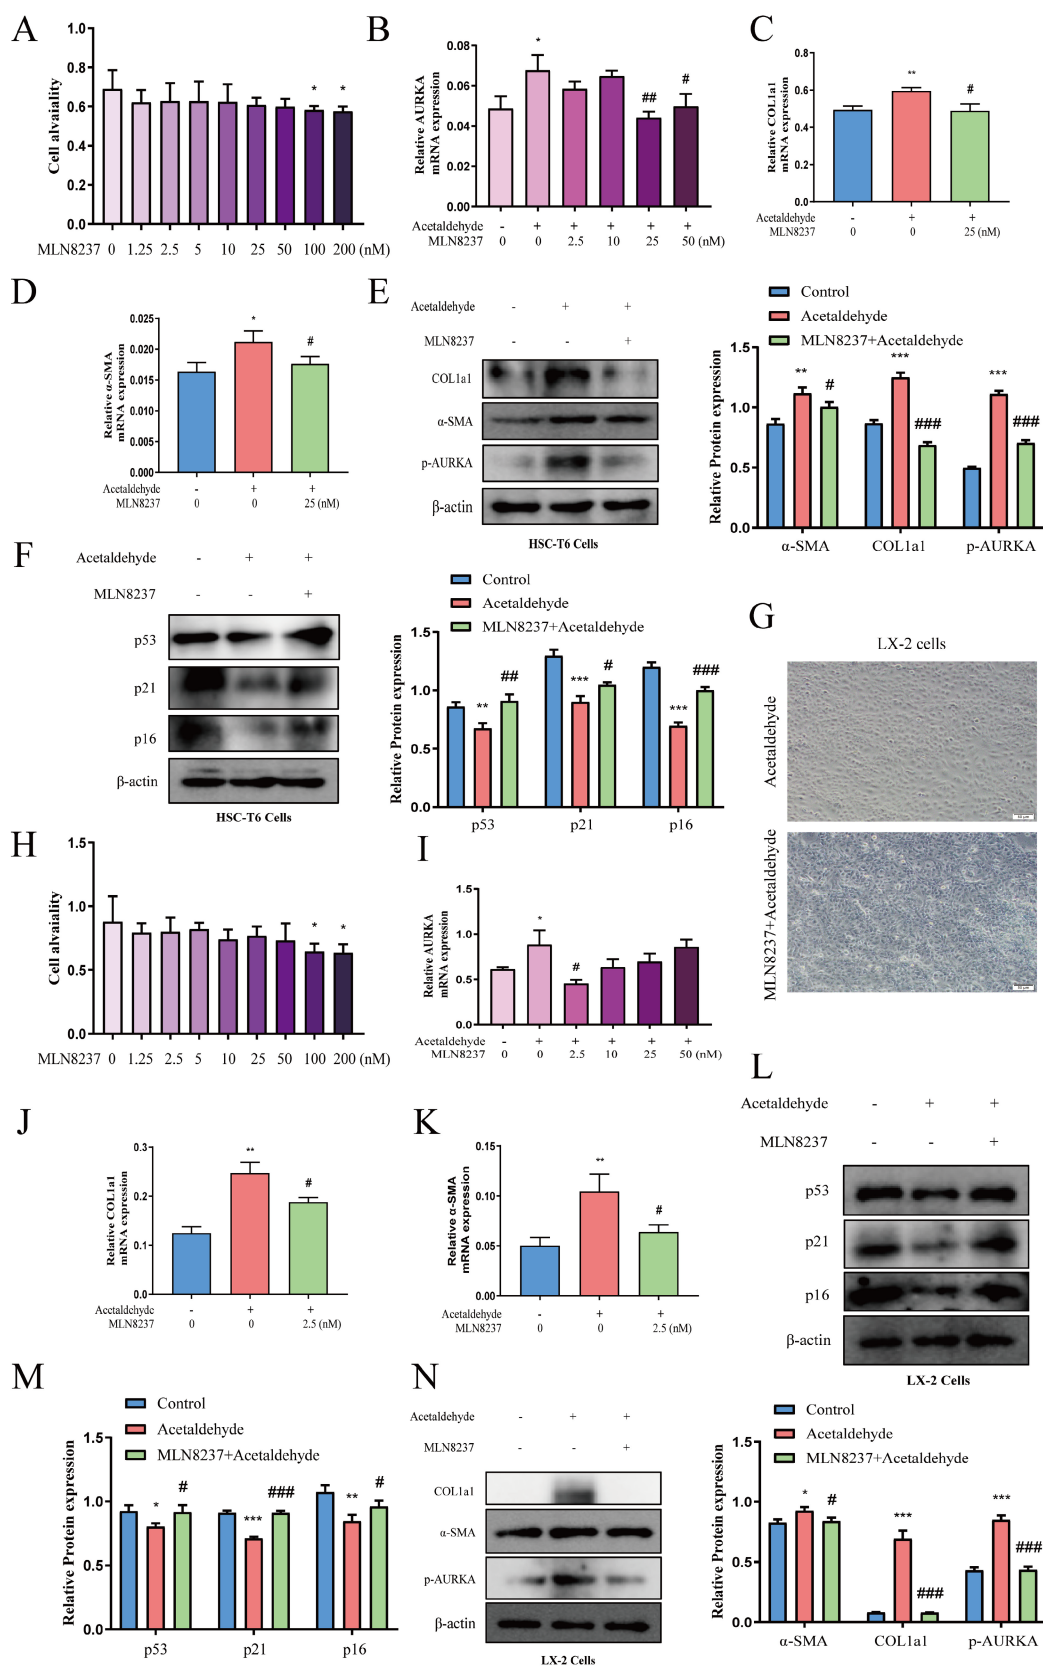 A
Cell alvaiality
1.0
0.8
0.6
0.4
0.2
0.0
MLN8237 0 1.25 2.5 5 10 25 50 100 200 (nM)
* *
B
Relative AURKA
mRNA expression
0.08
0.06
0.04
0.02
0.00
* ## #
Acetaldehyde - + + + + +
MLN8237 0 0 2.5 10 25 50 (nM)
C
Relative COL1a1
mRNA expression
0.8
0.6
0.4
0.2
0.0
** #
Acetaldehyde - + +
MLN8237 0 0 25 (nM)
D
Relative α-SMA
mRNA expression
0.025
0.020
0.015
0.010
0.005
0.000
* #
Acetaldehyde - + +
MLN8237 0 0 25 (nM)
E
Acetaldehyde - + +
MLN8237 - - +
COL1a1
α-SMA
p-AURKA
β-actin
HSC-T6 Cells
Control
Acetaldehyde
MLN8237+Acetaldehyde
Relative Protein expression
1.5
1.0
0.5
0.0
** # *** ### *** ###
α-SMA COL1a1 p-AURKA
F
Acetaldehyde - + +
MLN8237 - - +
p53
p21
p16
β-actin
HSC-T6 Cells
Control
Acetaldehyde
MLN8237+Acetaldehyde
Relative Protein expression
1.5
1.0
0.5
0.0
** ## *** # *** ###
p53 p21 p16
G
LX-2 cells
Acetaldehyde
MLN8237+Acetaldehyde
H
Cell alvaiality
1.5
1.0
0.5
0.0
* *
MLN8237 0 1.25 2.5 5 10 25 50 100 200 (nM)
I
Relative AURKA
mRNA expression
1.5
1.0
0.5
0.0
* #
Acetaldehyde - + + + + +
MLN8237 0 0 2.5 10 25 50 (nM)
J
Relative COL1a1
mRNA expression
0.3
0.2
0.1
0.0
** #
Acetaldchyde - + +
MLN8237 0 0 2.5 (nM)
K
Relative α-SMA
mRNA expression
0.15
0.10
0.05
0.00
** #
Acetaldehyde - + +
MLN8237 0 0 2.5 (nM)
L
Acetaldehyde - + +
MLN8237 - - +
p53
p21
p16
β-actin
LX-2 Cells
M
Control
Acetaldehyde
MLN8237+Acetaldehyde
Relative Protein expression
1.5
1.0
0.5
0.0
* # *** ### ** #
p53 p21 p16
N
Acetaldehyde - + +
MLN8237 - - +
COL1a1
α-SMA
p-AURKA
β-actin
LX-2 Cells
Control
Acetaldehyde
MLN8237+Acetaldehyde
Relative Protein expression
1.5
1.0
0.5
0.0
* # *** ### *** ###
α-SMA COL1a1 p-AURKA